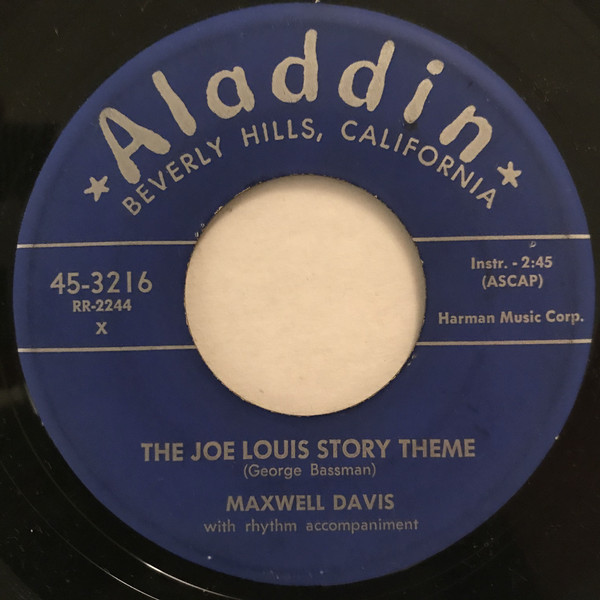 ★ Aladdin ★
BEVERLY HILLS, CALIFORNIA
45-3216
RR-2244
X
Instr. - 2:45
(ASCAP)
Harman Music Corp.
THE JOE LOUIS STORY THEME
(George Bassman)
MAXWELL DAVIS
with rhythm accompaniment